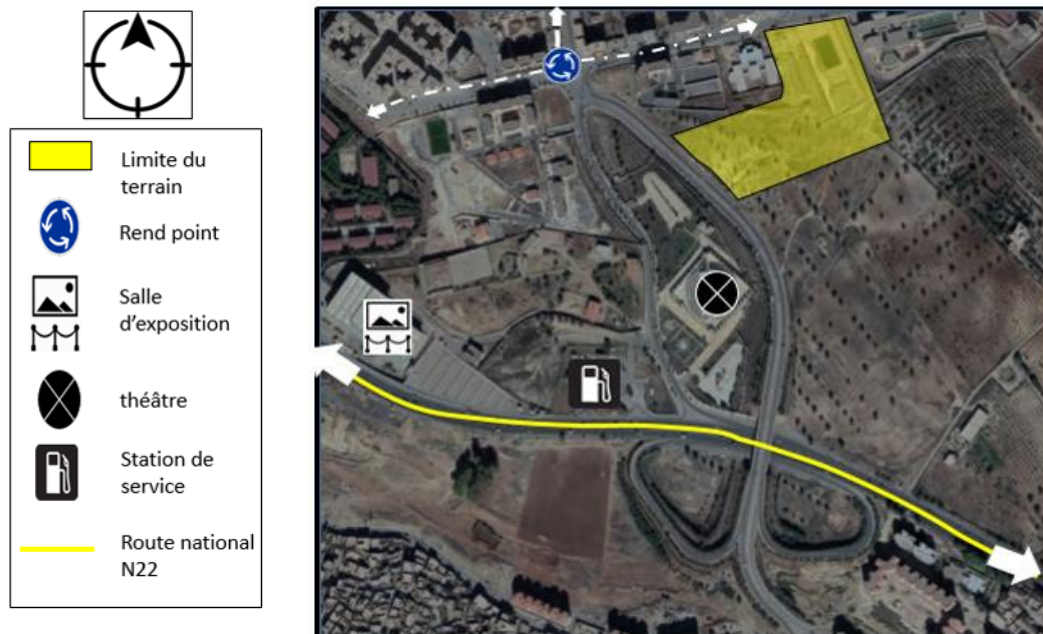 Limite du
terrain
Rend point
Salle
d'exposition
théâtre
Station de
service
Route national
N22